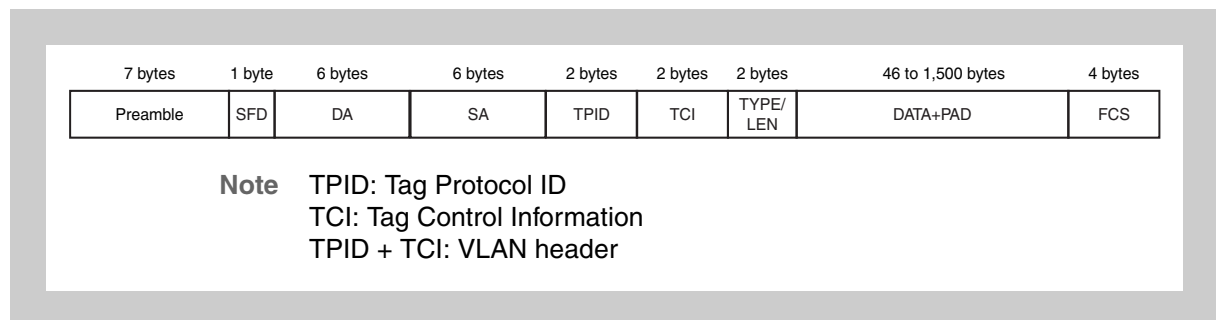 7 bytes 1 byte 6 bytes 6 bytes 2 bytes 2 bytes 2 bytes 46 to 1,500 bytes 4 bytes
Preamble SFD DA SA TPID TCI TYPE/ LEN DATA+PAD FCS
Note TPID: Tag Protocol ID
TCI: Tag Control Information
TPID + TCI: VLAN header